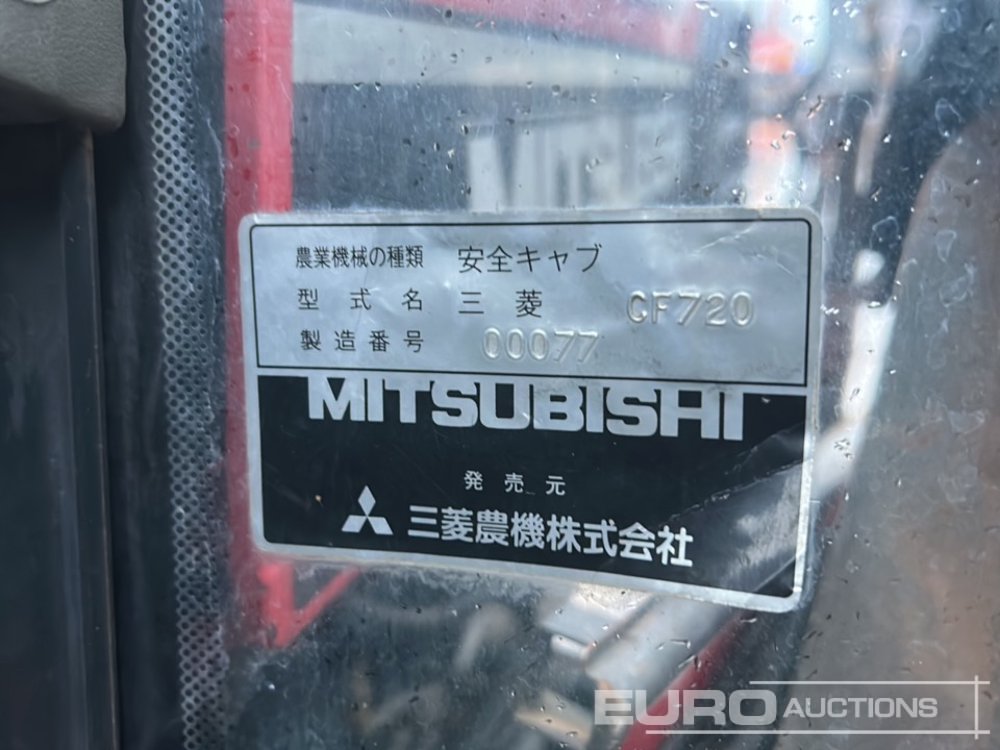 農業機械の種類 安全キャブ
型式名 三菱 CF720
製造番号 00077
MITSUBISHI
発売元
三菱農機株式会社
EURO AUCTIONS